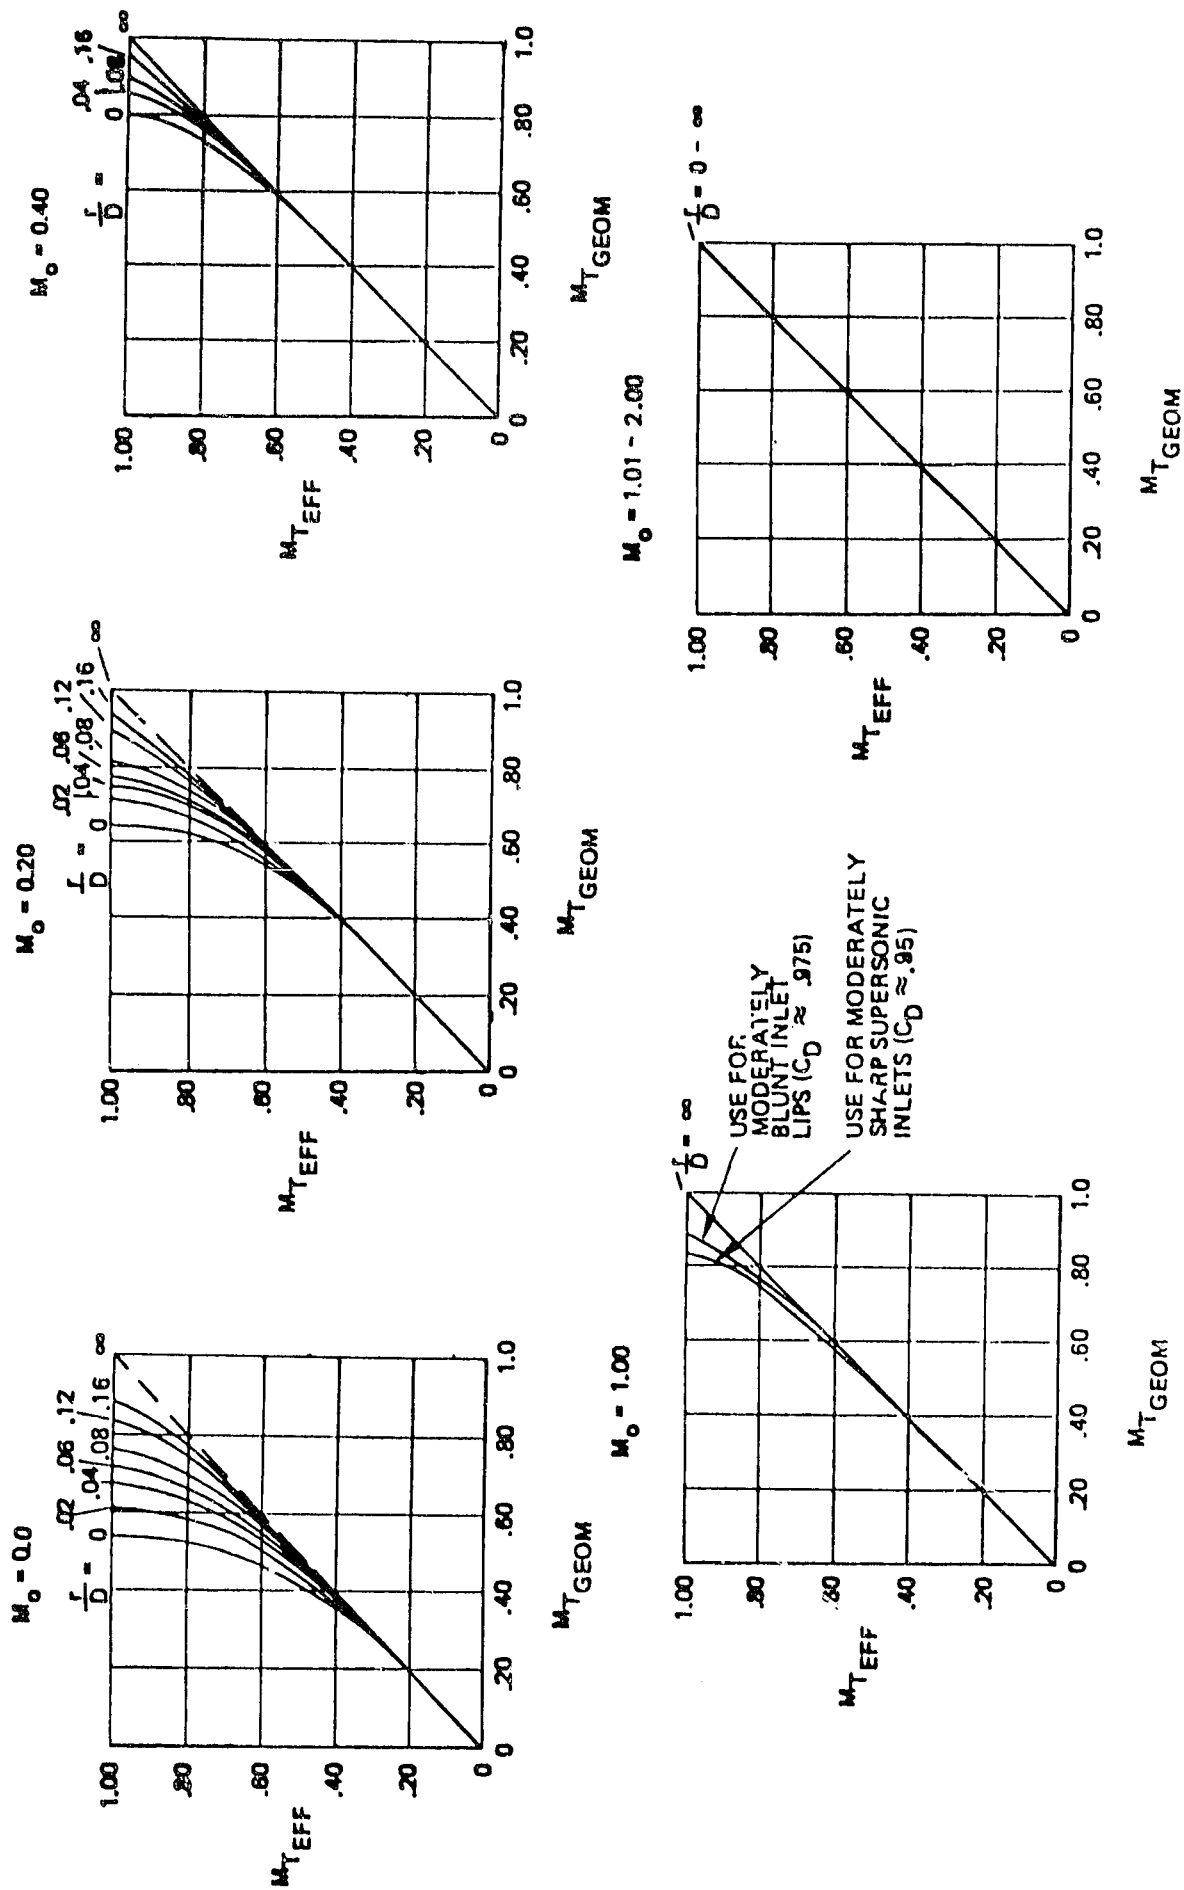 M₀ = 0.0
r/D = 0 .02 .04 .06 .08 .12 .16 ∞
1.00
.80
.60
.40
.20
0
M_T_EFF
0 .20 .40 .60 .80 1.0
M_T_GEOM
M₀ = 0.20
r/D = 0 .02 .04 .06 .08 .12 .16 ∞
1.00
.80
.60
.40
.20
0
M_T_EFF
0 .20 .40 .60 .80 1.0
M_T_GEOM
M₀ = 0.40
r/D = 0 .04 .08 .16 ∞
1.00
.80
.60
.40
.20
0
M_T_EFF
0 .20 .40 .60 .80 1.0
M_T_GEOM
M₀ = 1.00
r/D = ∞
USE FOR
MODERATELY
BLUNT INLET
LIPS (C_D ≈ .975)
USE FOR MODERATELY
SHARP SUPERSONIC
INLETS (C_D ≈ .95)
1.00
.80
.60
.40
.20
0
M_T_EFF
0 .20 .40 .60 .80 1.0
M_T_GEOM
M₀ = 1.01 - 2.00
r/D = 0 - ∞
1.00
.80
.60
.40
.20
0
M_T_EFF
0 .20 .40 .60 .80 1.0
M_T_GEOM